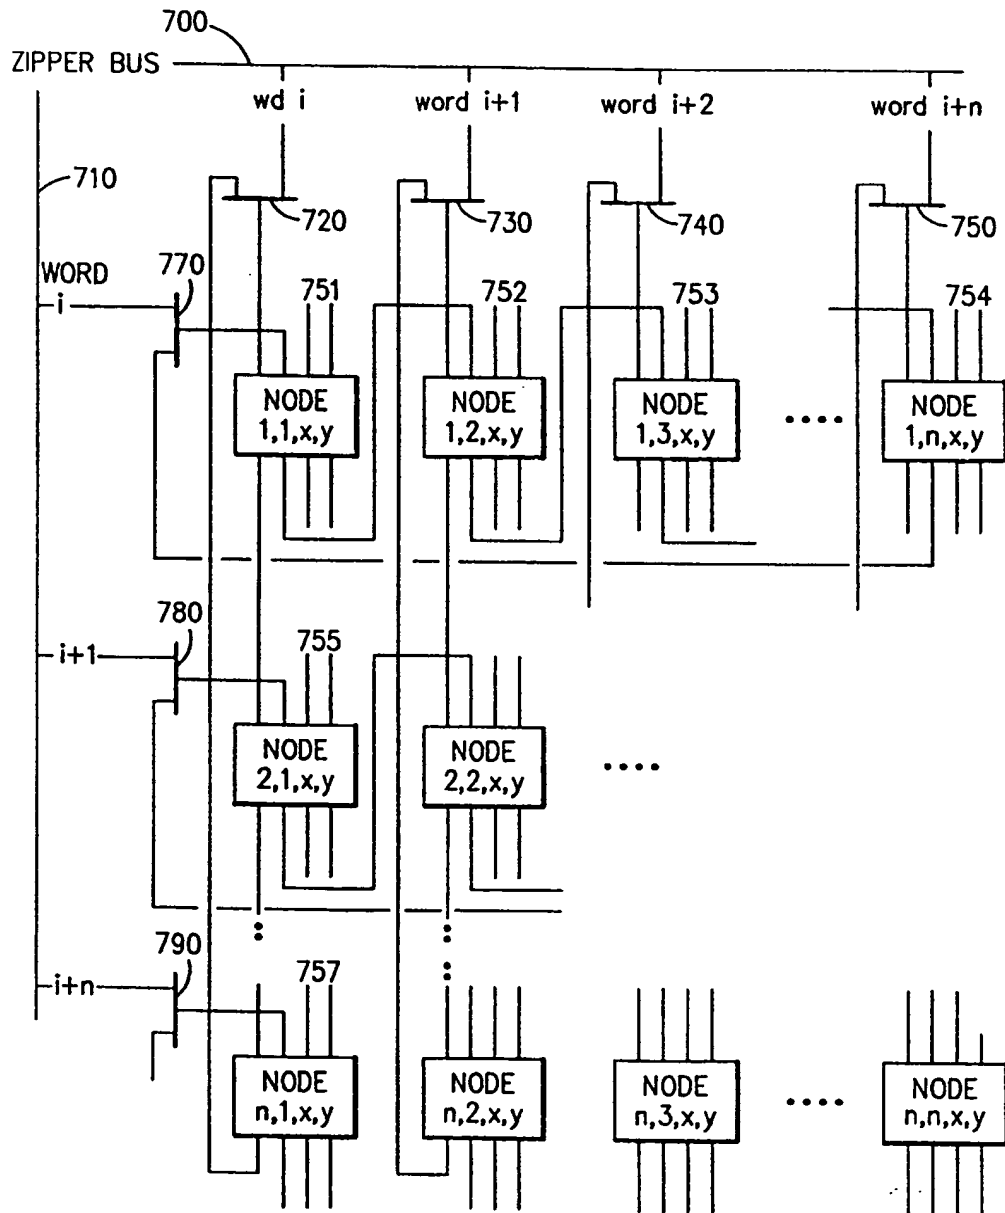 700
ZIPPER BUS
wd i
word i+1
word i+2
word i+n
710
720
730
740
750
WORD
770
i
751
752
753
754
NODE
1,1,x,y
NODE
1,2,x,y
NODE
1,3,x,y
....
NODE
1,n,x,y
780
i+1
755
NODE
2,1,x,y
NODE
2,2,x,y
....
790
i+n
757
NODE
n,1,x,y
NODE
n,2,x,y
NODE
n,3,x,y
....
NODE
n,n,x,y